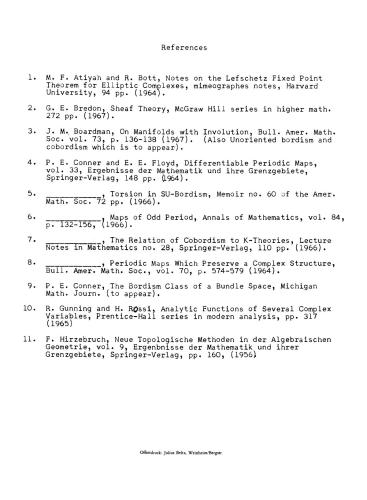 References
1. M. F. Atiyah and R. Bott, Notes on the Lefschetz Fixed Point
Theorem for Elliptic Complexes, mimeographes notes, Harvard
University, 94 pp. (1964).
2. G. E. Bredon, Sheaf Theory, McGraw Hill series in higher math.
272 pp. (1967).
3. J. M. Boardman, On Manifolds with Involution, Bull. Amer. Math.
Soc. vol. 73, p. 136-138 (1967). (Also Unoriented bordism and
cobordism which is to appear).
4. P. E. Conner and E. E. Floyd, Differentiable Periodic Maps,
vol. 33, Ergebnisse der Mathematik und ihre Grenzgebiete,
Springer-Verlag, 148 pp. (1964).
5. __________, Torsion in SU-Bordism, Memoir no. 60 of the Amer.
Math. Soc. 72 pp. (1966).
6. __________, Maps of Odd Period, Annals of Mathematics, vol. 84,
p. 132-156, (1966).
7. __________, The Relation of Cobordism to K-Theories, Lecture
Notes in Mathematics no. 28, Springer-Verlag, 110 pp. (1966).
8. __________, Periodic Maps Which Preserve a Complex Structure,
Bull. Amer. Math. Soc., vol. 70, p. 574-579 (1964).
9. P. E. Conner, The Bordism Class of a Bundle Space, Michigan
Math. Journ. (to appear).
10. R. Gunning and H. Rossi, Analytic Functions of Several Complex
Variables, Prentice-Hall series in modern analysis, pp. 317
(1965)
11. F. Hirzebruch, Neue Topologische Methoden in der Algebraischen
Geometrie, vol. 9, Ergenbnisse der Mathematik und ihrer
Grenzgebiete, Springer-Verlag, pp. 160, (1956)
Offsetdruck: Julius Beltz, Weinheim/Bergstr.